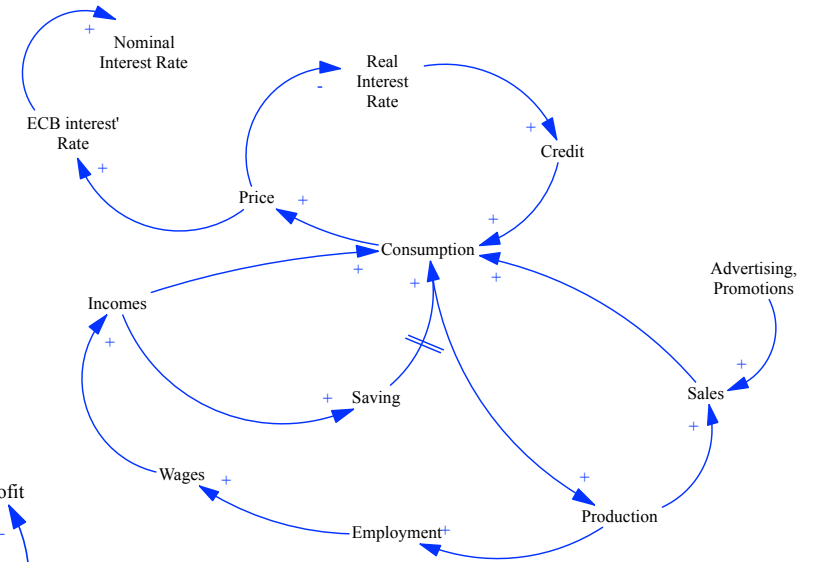 Nominal
Interest Rate
+
Real
Interest
Rate
-
+
ECB interest'
Rate
+
Credit
Price
+
+
Consumption
+
+
+
Advertising,
Promotions
Incomes
+
+
Saving
+
Sales
+
Wages
+
+
ofit
Production
Employment+
-